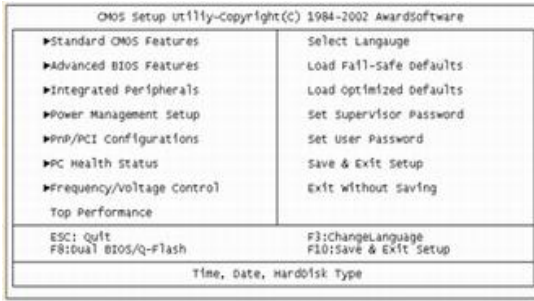 CMOS Setup Utiliy-Copyright(C) 1984-2002 AwardSoftware
►Standard CMOS Features
►Advanced BIOS Features
►Integrated Peripherals
►Power Management Setup
►PnP/PCI Configurations
►PC Health Status
►Frequency/Voltage Control
Top Performance
Select Langauge
Load Fail-Safe Defaults
Load Optimized Defaults
Set Supervisor Password
Set User Password
Save & Exit Setup
Exit Without Saving
ESC: Quit
F8:Dual BIOS/Q-Flash
F3:ChangeLanguage
F10:Save & Exit Setup
Time, Date, HardDisk Type